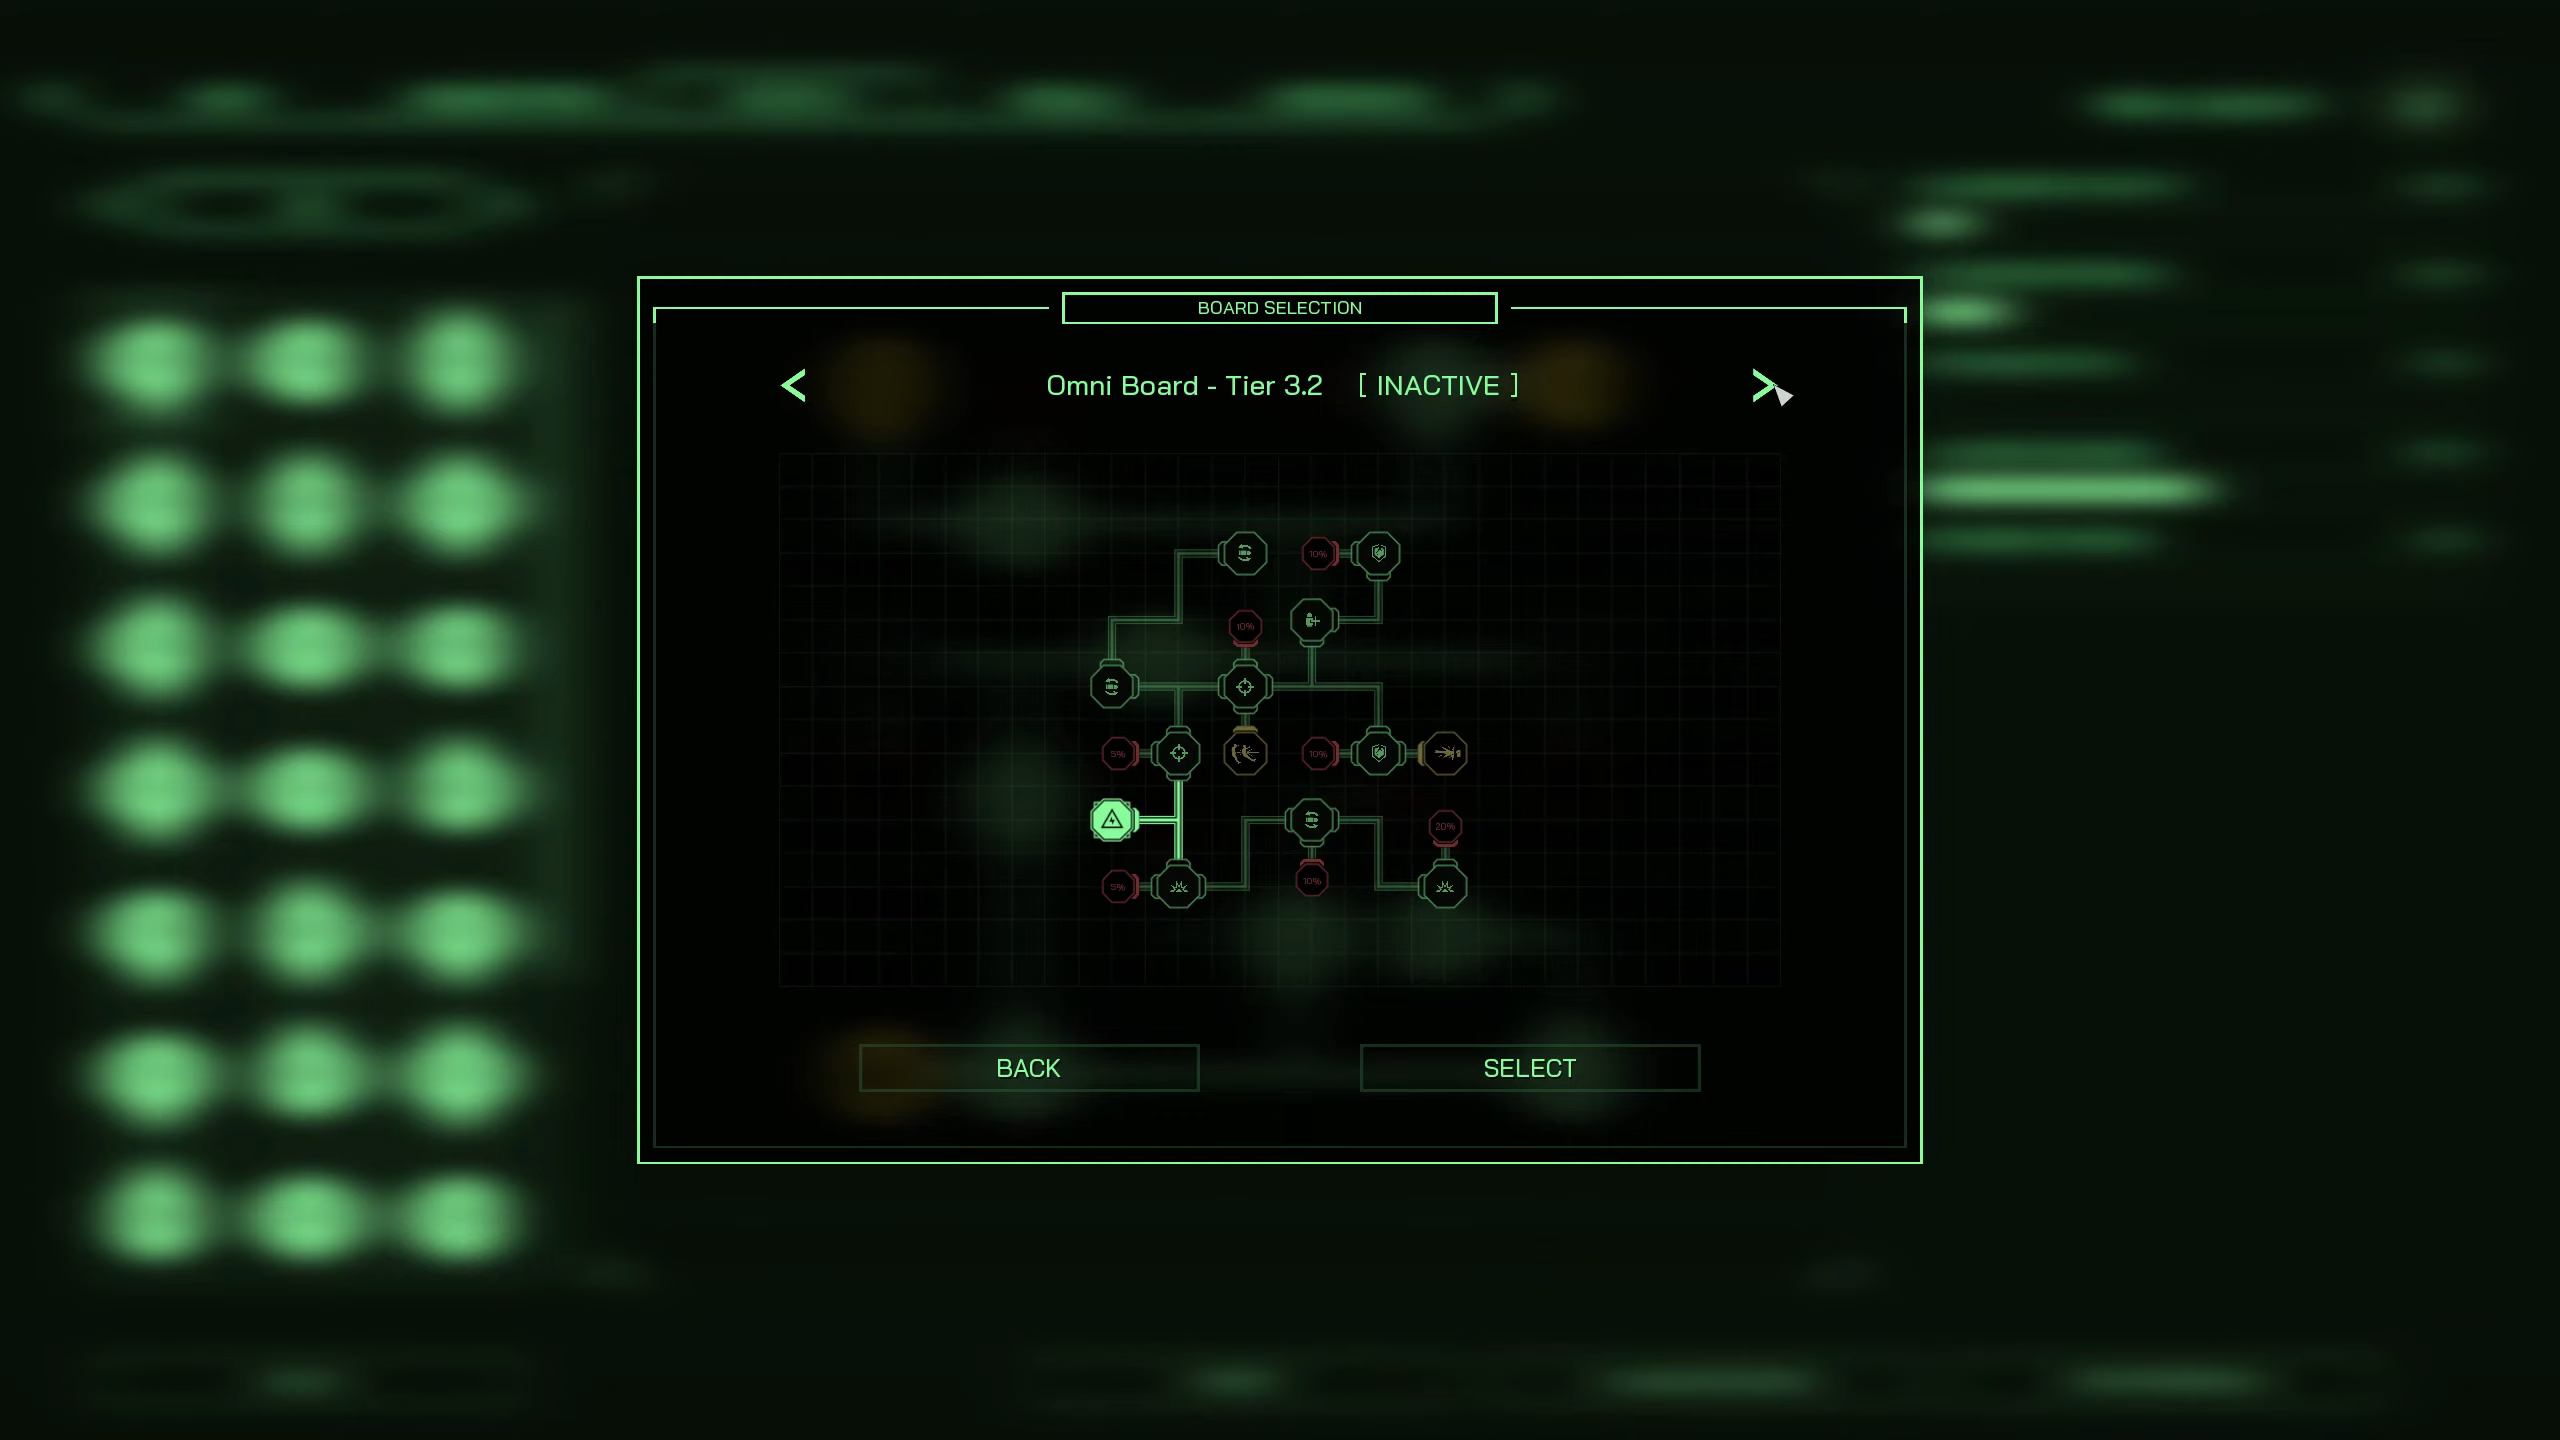 BOARD SELECTION
Omni Board - Tier 3.2 [ INACTIVE ]
10%
10%
5%
10%
20%
5%
10%
BACK
SELECT